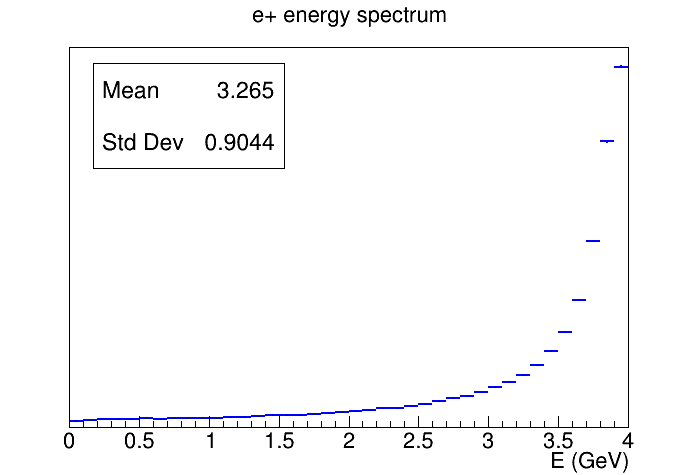 e+ energy spectrum
Mean 3.265
Std Dev 0.9044
0 0.5 1 1.5 2 2.5 3 3.5 4
E (GeV)